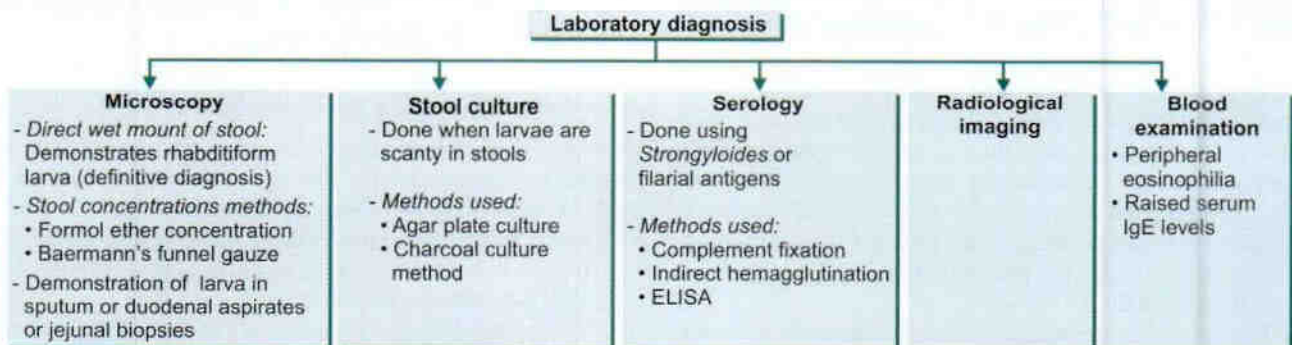 Laboratory diagnosis
Microscopy
- Direct wet mount of stool:
Demonstrates rhabditiform
larva (definitive diagnosis)
- Stool concentrations methods:
• Formol ether concentration
• Baermann's funnel gauze
- Demonstration of larva in
sputum or duodenal aspirates
or jejunal biopsies
Stool culture
- Done when larvae are
scanty in stools
- Methods used:
• Agar plate culture
• Charcoal culture
method
Serology
- Done using
Strongyloides or
filarial antigens
- Methods used:
• Complement fixation
• Indirect hemagglutination
• ELISA
Radiological
imaging
Blood
examination
• Peripheral
eosinophilia
• Raised serum
IgE levels